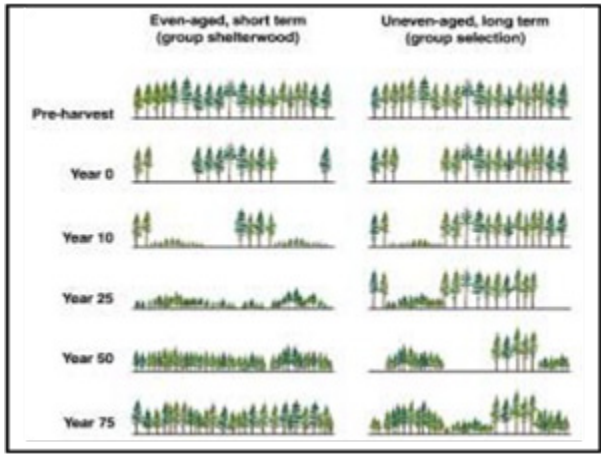 Even-aged, short term
(group shelterwood)
Uneven-aged, long term
(group selection)
Pre-harvest
Year 0
Year 10
Year 25
Year 50
Year 75